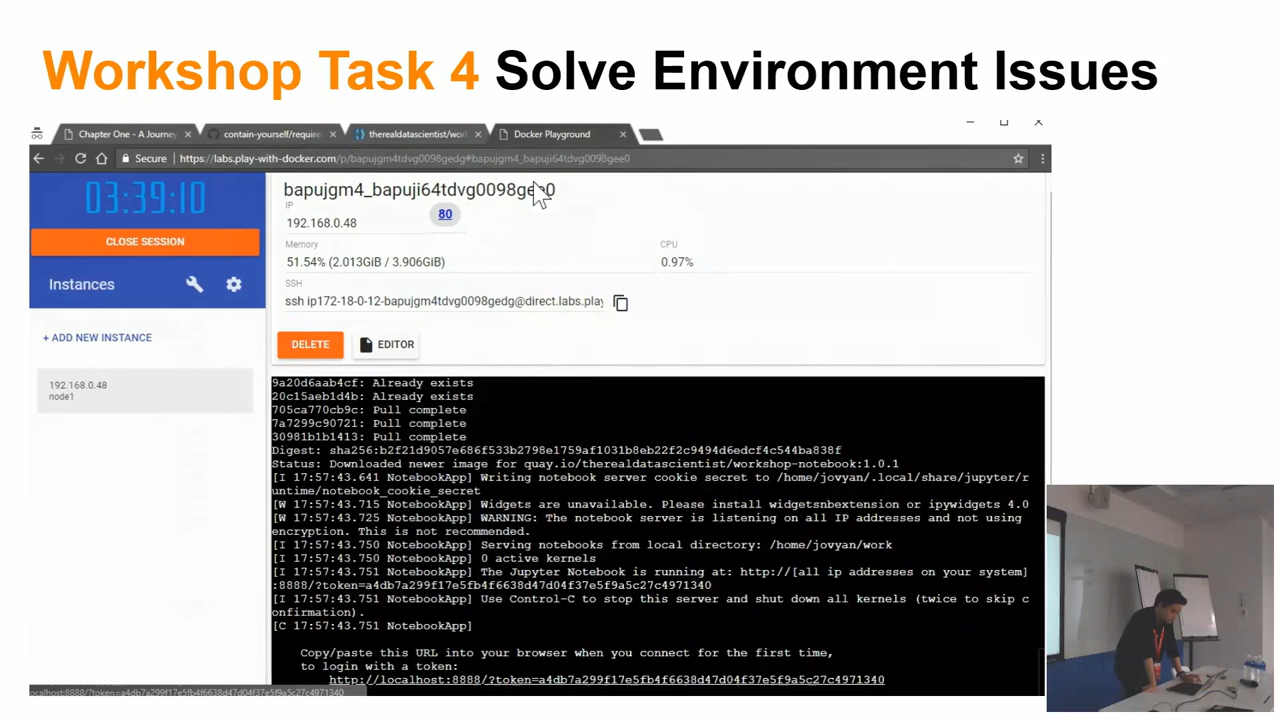 Workshop Task 4 Solve Environment Issues
Chapter One - A Journey
contain-yourself/require
therealdatascientist/wor
Docker Playground
Secure
https://labs.play-with-docker.com/p/bapujgm4tdvg0098gedg#bapujgm4_bapuji64tdvg0098gee0
03:39:10
CLOSE SESSION
Instances
+ ADD NEW INSTANCE
192.168.0.48
node1
bapujgm4_bapuji64tdvg0098gee0
IP
192.168.0.48
80
Memory
51.54% (2.013GiB / 3.906GiB)
CPU
0.97%
SSH
ssh ip172-18-0-12-bapujgm4tdvg0098gedg@direct.labs.play
DELETE
EDITOR
9a20d6aab4cf: Already exists
20c15aeb1d4b: Already exists
705ca770cb9c: Pull complete
7a7299c90721: Pull complete
30981b1b1413: Pull complete
Digest: sha256:b2f21d9057e686f533b2798e1759af1031b8eb22f2c9494d6edcf4c544ba838f
Status: Downloaded newer image for quay.io/therealdatascientist/workshop-notebook:1.0.1
[I 17:57:43.641 NotebookApp] Writing notebook server cookie secret to /home/jovyan/.local/share/jupyter/r
untime/notebook_cookie_secret
[W 17:57:43.715 NotebookApp] Widgets are unavailable. Please install widgetsnbextension or ipywidgets 4.0
[W 17:57:43.725 NotebookApp] WARNING: The notebook server is listening on all IP addresses and not using
encryption. This is not recommended.
[I 17:57:43.750 NotebookApp] Serving notebooks from local directory: /home/jovyan/work
[I 17:57:43.750 NotebookApp] 0 active kernels
[I 17:57:43.751 NotebookApp] The Jupyter Notebook is running at: http://[all ip addresses on your system]
:8888/?token=a4db7a299f17e5fb4f6638d47d04f37e5f9a5c27c4971340
[I 17:57:43.751 NotebookApp] Use Control-C to stop this server and shut down all kernels (twice to skip c
onfirmation).
[C 17:57:43.751 NotebookApp]
Copy/paste this URL into your browser when you connect for the first time,
to login with a token:
http://localhost:8888/?token=a4db7a299f17e5fb4f6638d47d04f37e5f9a5c27c4971340
localhost:8888/?token=a4db7a299f17e5fb4f6638d47d04f37e5f9a5c27c4971340